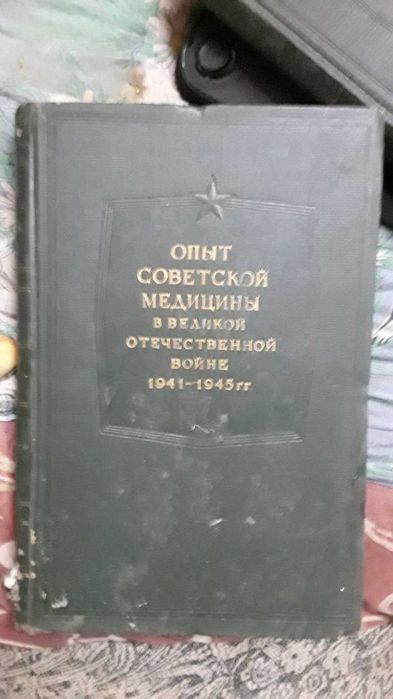 ОПЫТ
СОВЕТСКОЙ
МЕДИЦИНЫ
В ВЕЛИКОЙ
ОТЕЧЕСТВЕННОЙ
ВОЙНЕ
1941-1945 гг